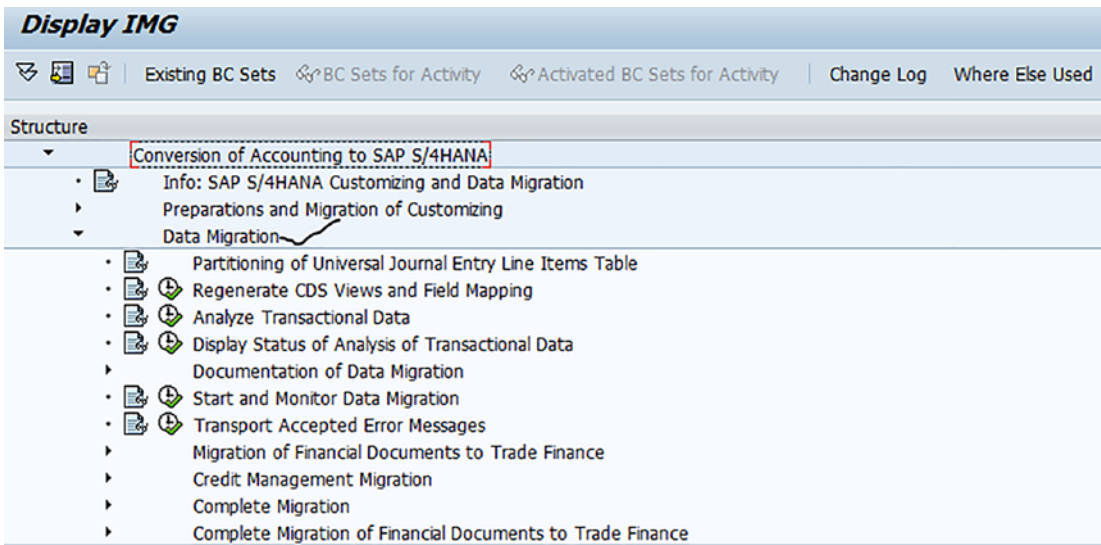 Display IMG
Existing BC Sets BC Sets for Activity Activated BC Sets for Activity Change Log Where Else Used
Structure
Conversion of Accounting to SAP S/4HANA
Info: SAP S/4HANA Customizing and Data Migration
Preparations and Migration of Customizing
Data Migration
Partitioning of Universal Journal Entry Line Items Table
Regenerate CDS Views and Field Mapping
Analyze Transactional Data
Display Status of Analysis of Transactional Data
Documentation of Data Migration
Start and Monitor Data Migration
Transport Accepted Error Messages
Migration of Financial Documents to Trade Finance
Credit Management Migration
Complete Migration
Complete Migration of Financial Documents to Trade Finance